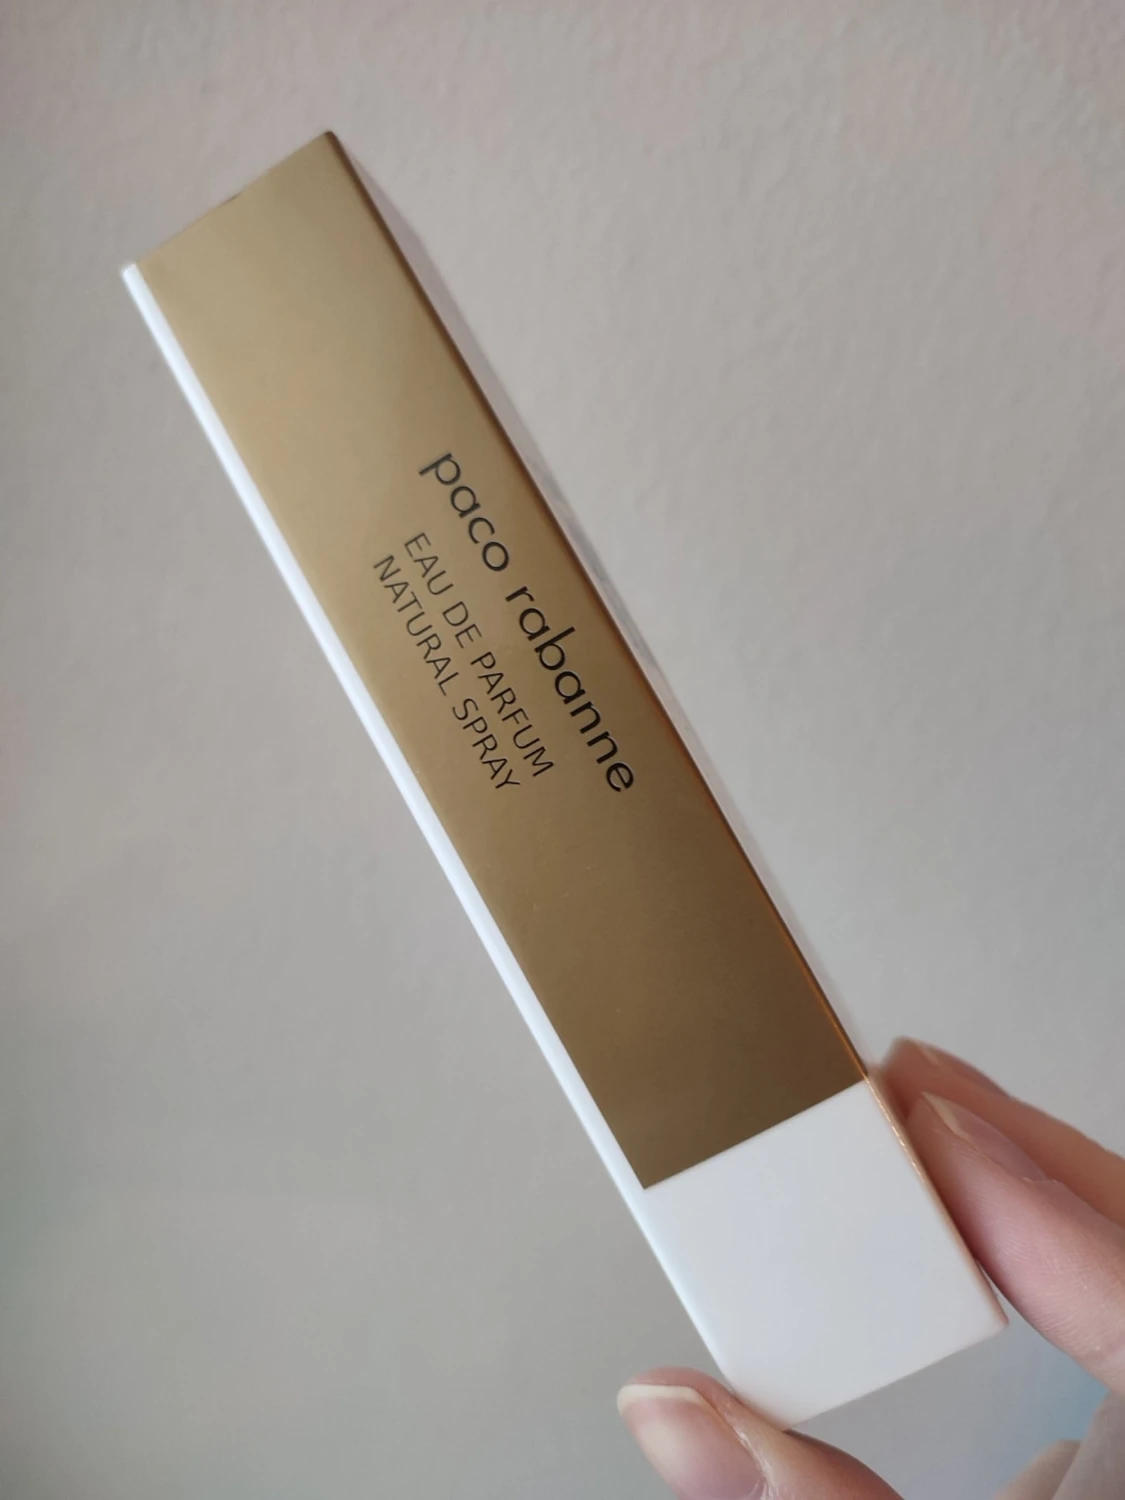 paco rabanne
EAU DE PARFUM
NATURAL SPRAY